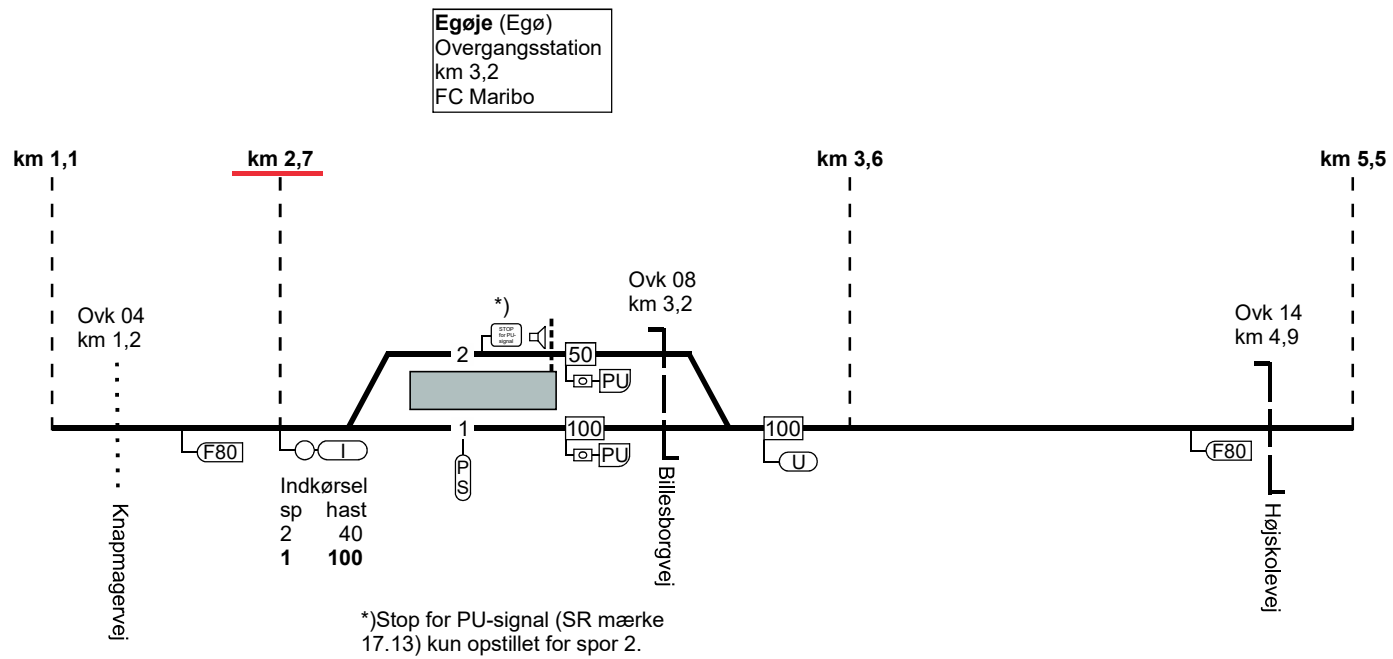 Egøje (Egø)
Overgangsstation
km 3,2
FC Maribo
km 1,1
km 2,7
km 3,6
km 5,5
Ovk 04
km 1,2
*)
STOP
for PU-
signal
Ovk 08
km 3,2
Ovk 14
km 4,9
2
50
PU
1
100
100
F80
I
PU
U
F80
P
S
Indkørsel
sp hast
2 40
1 100
Knapmagervej
Billesborgvej
Højskolevej
*)Stop for PU-signal (SR mærke
17.13) kun opstillet for spor 2.